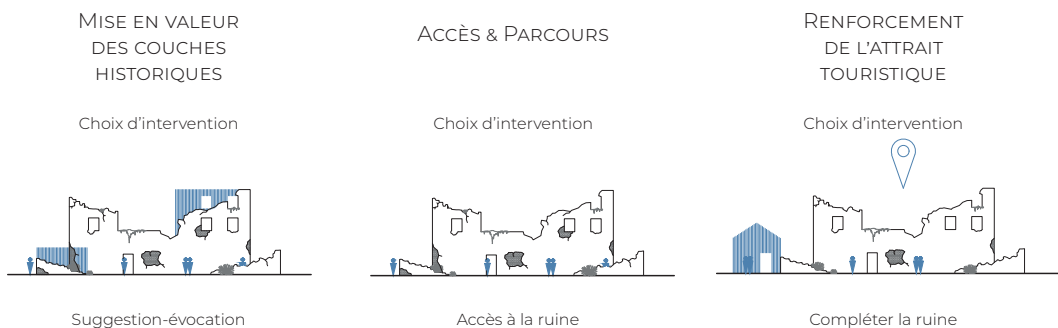 Mise en valeur
des couches
historiques
Choix d'intervention
Suggestion-évocation
Accès & Parcours
Choix d'intervention
Accès à la ruine
Renforcement
de l'attrait
touristique
Choix d'intervention
Compléter la ruine